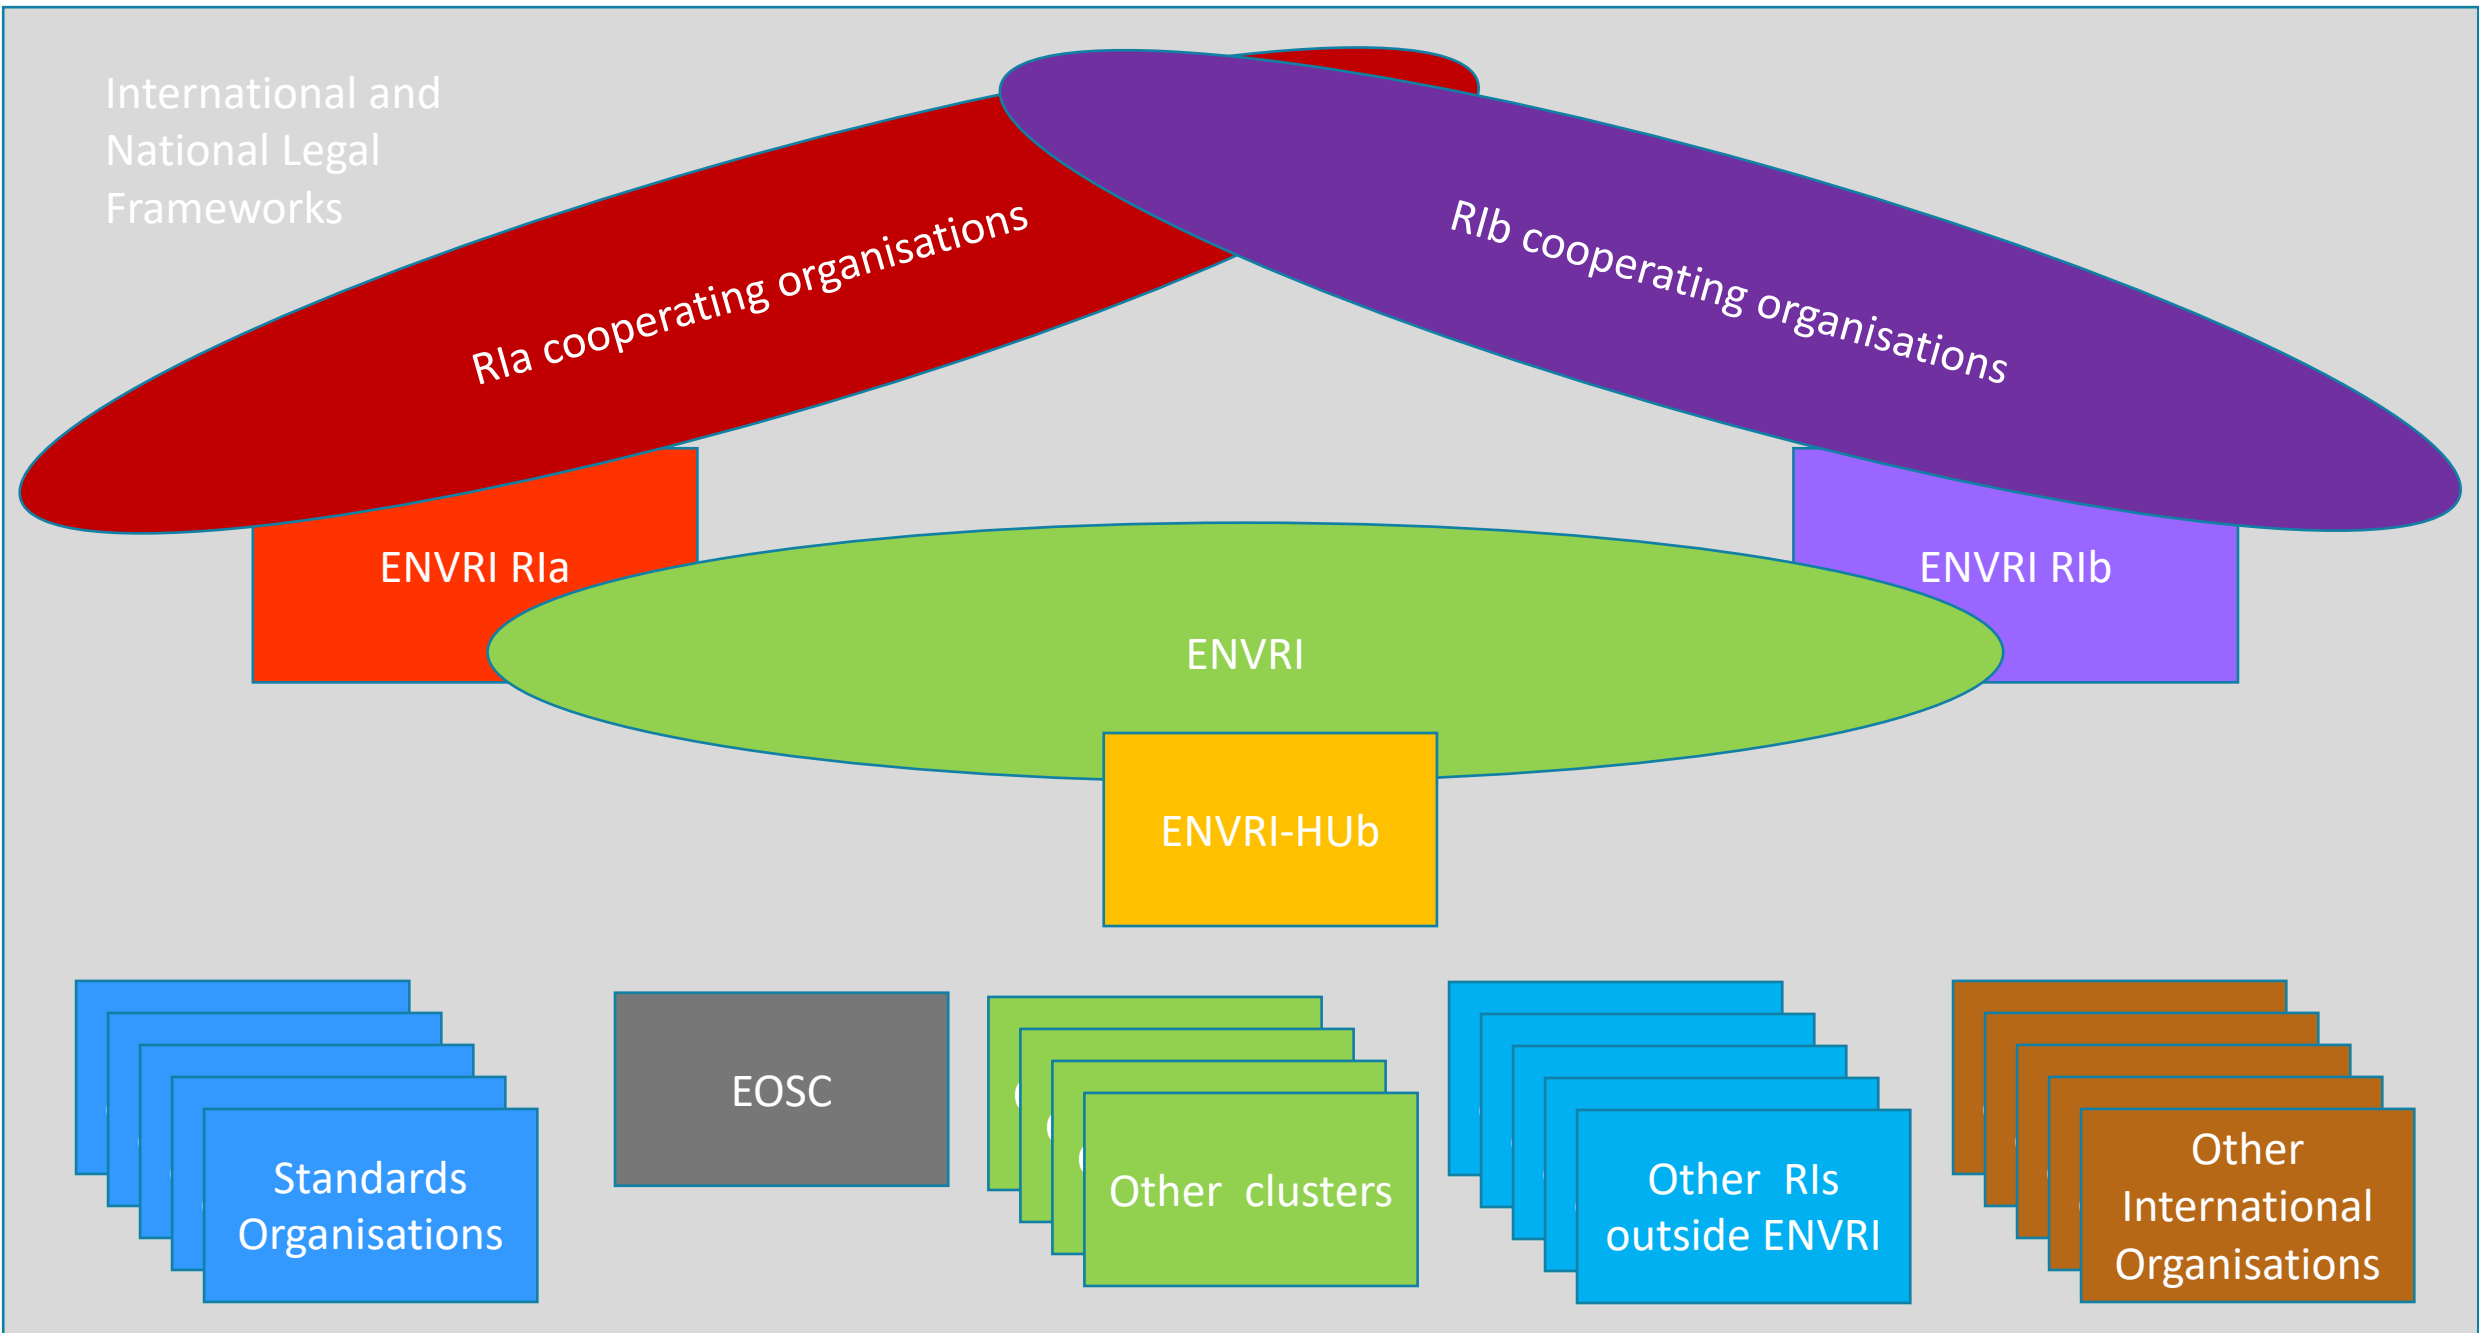 International and
National Legal
Frameworks
RIa cooperating organisations
RIb cooperating organisations
ENVRI RIa
ENVRI RIb
ENVRI
ENVRI-HUb
EOSC
Standards
Organisations
Other  clusters
Other  RIs
outside ENVRI
Other
International
Organisations